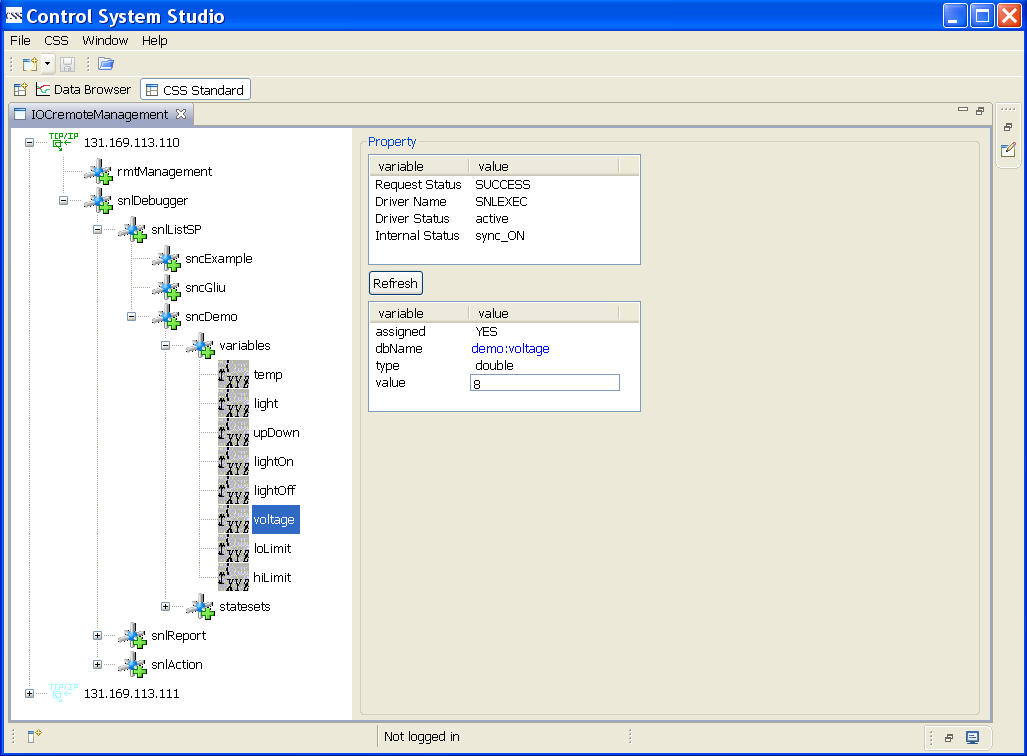 CSS Control System Studio
File CSS Window Help
Data Browser CSS Standard
IOCremoteManagement
TCP/IP 131.169.113.110
rmtManagement
snlDebugger
snlListSP
sncExample
sncGliu
sncDemo
variables
temp
light
upDown
lightOn
lightOff
voltage
loLimit
hiLimit
statesets
snlReport
snlAction
TCP/IP 131.169.113.111
Property
variable value
Request Status SUCCESS
Driver Name SNLEXEC
Driver Status active
Internal Status sync_ON
Refresh
variable value
assigned YES
dbName demo:voltage
type double
value 8
Not logged in